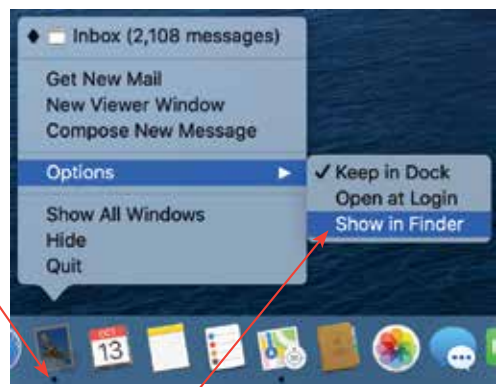 Inbox (2,108 messages)
Get New Mail
New Viewer Window
Compose New Message
Options
✓ Keep in Dock
Open at Login
Show in Finder
Show All Windows
Hide
Quit
OCT
13